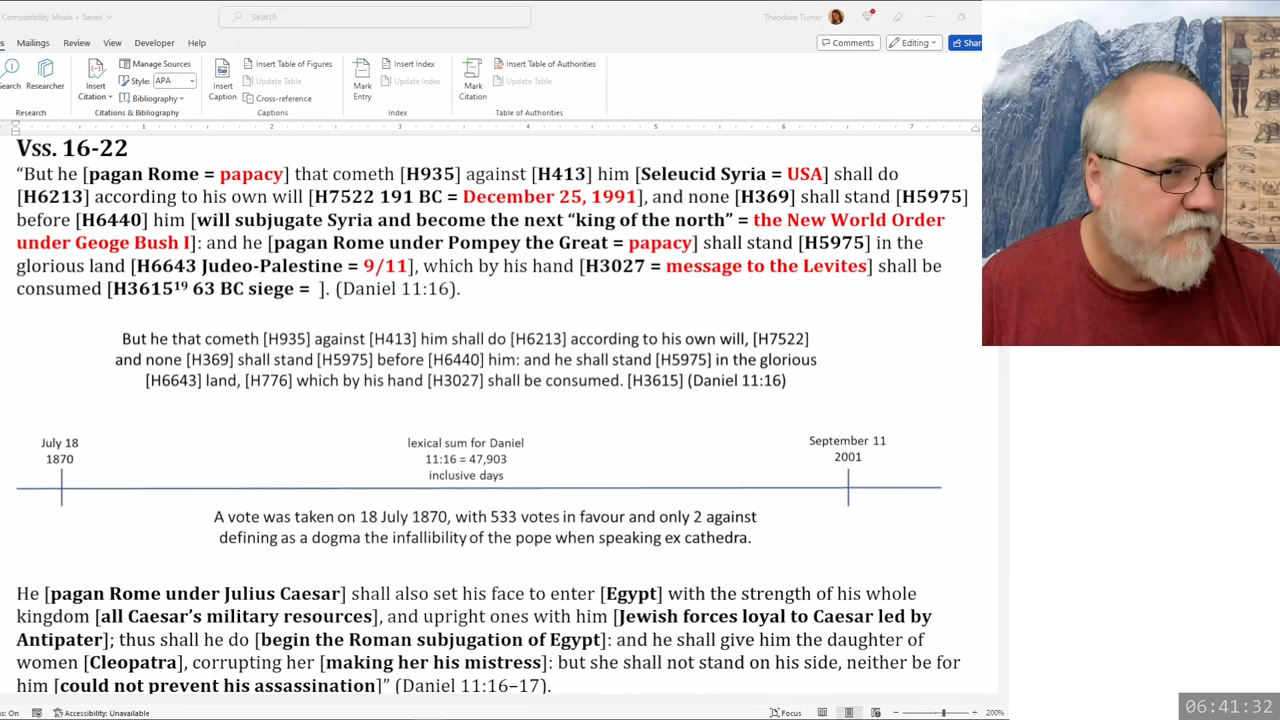 Compatibility Mode • Saved
Search
Theodore Turner
Mailings Review View Developer Help
Comments
Editing
Shar
Search
Researcher
Research
Insert
Citation
Manage Sources
Style: APA
Bibliography
Citations & Bibliography
Insert
Caption
Insert Table of Figures
Update Table
Cross-reference
Captions
Mark
Entry
Insert Index
Update Index
Index
Mark
Citation
Insert Table of Authorities
Update Table
Table of Authorities
1 2 3 4 5 6 7
Vss. 16-22
“But he [pagan Rome = papacy] that cometh [H935] against [H413] him [Seleucid Syria = USA] shall do
[H6213] according to his own will [H7522 191 BC = December 25, 1991], and none [H369] shall stand [H5975]
before [H6440] him [will subjugate Syria and become the next “king of the north” = the New World Order
under Geoge Bush I]: and he [pagan Rome under Pompey the Great = papacy] shall stand [H5975] in the
glorious land [H6643 Judeo-Palestine = 9/11], which by his hand [H3027 = message to the Levites] shall be
consumed [H3615¹⁹ 63 BC siege = ]. (Daniel 11:16).
But he that cometh [H935] against [H413] him shall do [H6213] according to his own will, [H7522]
and none [H369] shall stand [H5975] before [H6440] him: and he shall stand [H5975] in the glorious
[H6643] land, [H776] which by his hand [H3027] shall be consumed. [H3615] (Daniel 11:16)
July 18
1870
lexical sum for Daniel
11:16 = 47,903
inclusive days
September 11
2001
A vote was taken on 18 July 1870, with 533 votes in favour and only 2 against
defining as a dogma the infallibility of the pope when speaking ex cathedra.
He [pagan Rome under Julius Caesar] shall also set his face to enter [Egypt] with the strength of his whole
kingdom [all Caesar’s military resources], and upright ones with him [Jewish forces loyal to Caesar led by
Antipater]; thus shall he do [begin the Roman subjugation of Egypt]: and he shall give him the daughter of
women [Cleopatra], corrupting her [making her his mistress]: but she shall not stand on his side, neither be for
him [could not prevent his assassination]” (Daniel 11:16–17).
s: On
Accessibility: Unavailable
Focus
200%
06:41:32